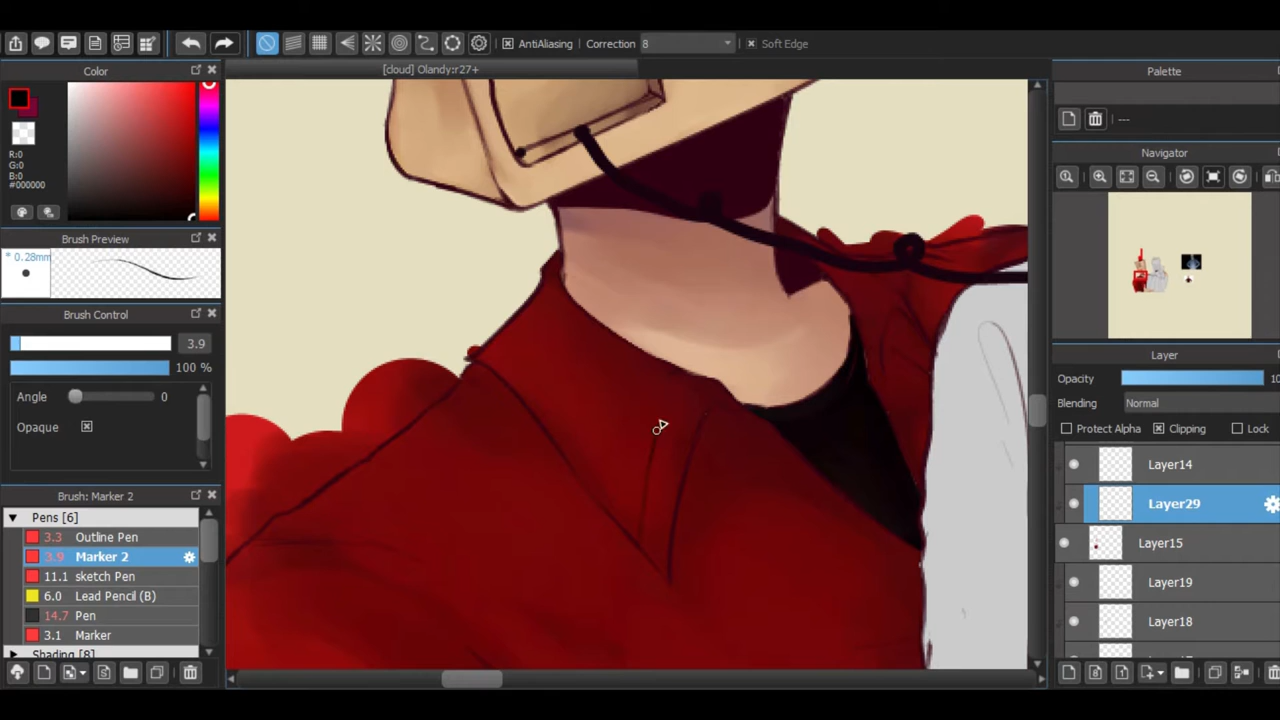 AntiAliasing Correction 8 Soft Edge
Color
[cloud] Olandy:r27+
Palette
---
R:0
G:0
B:0
#000000
Navigator
Brush Preview
* 0.28mm
Brush Control
3.9
100 %
Angle 0
Opaque
Layer
Opacity 10
Blending Normal
Protect Alpha Clipping Lock
Layer14
Layer29
Layer15
Layer19
Layer18
Brush: Marker 2
Pens [6]
3.3 Outline Pen
3.9 Marker 2
11.1 sketch Pen
6.0 Lead Pencil (B)
14.7 Pen
3.1 Marker
Shading [8]